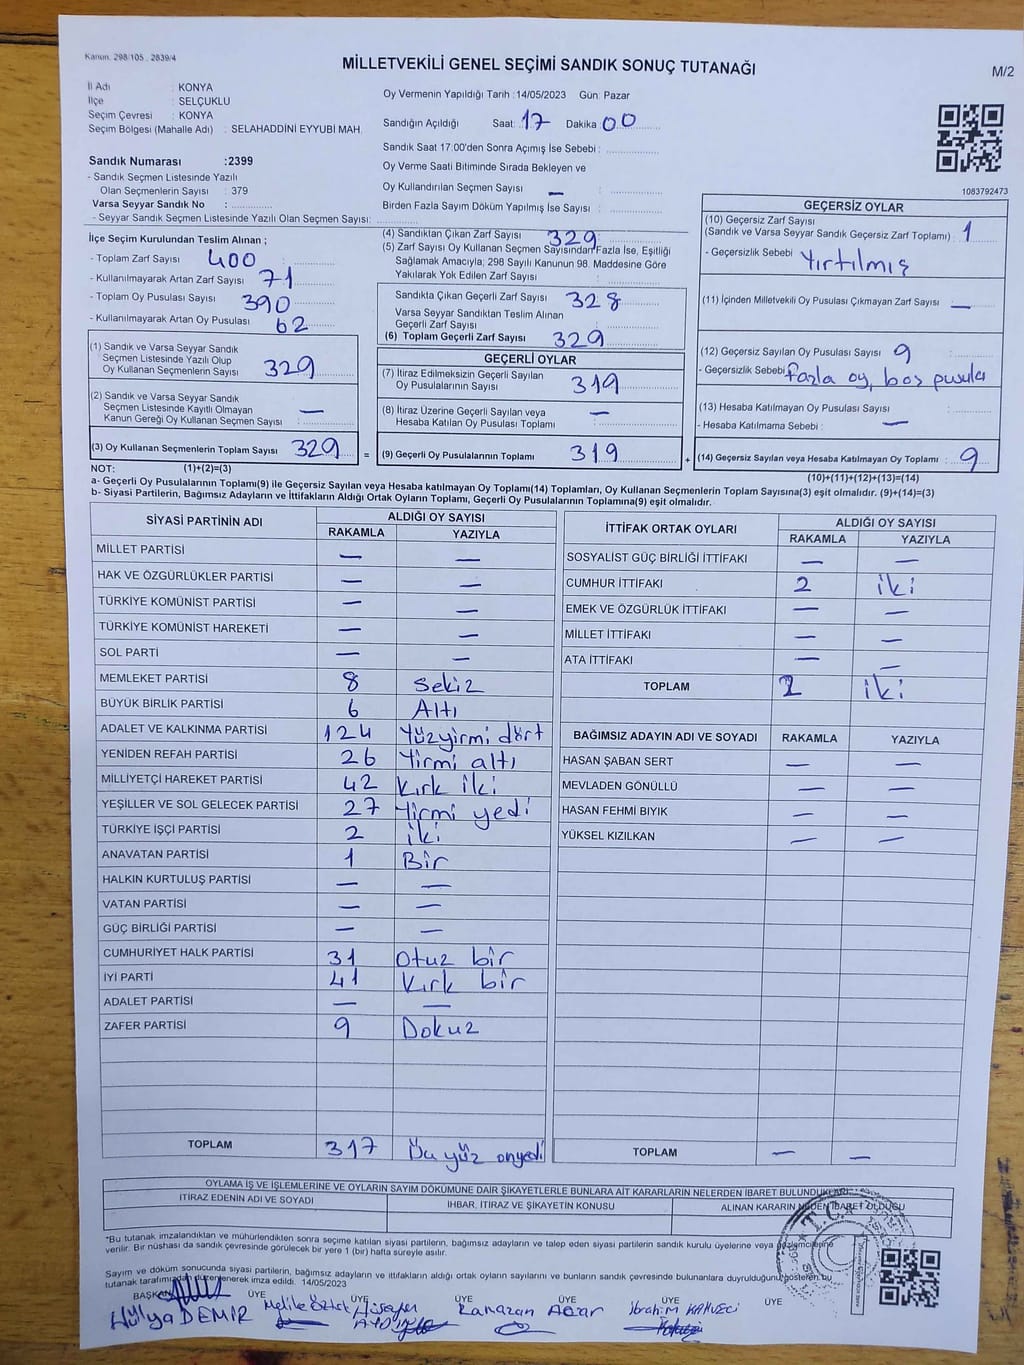 Kanun. 298/105 . 2839/4
MİLLETVEKİLİ GENEL SEÇİMİ SANDIK SONUÇ TUTANAĞI
M/2
İl Adı : KONYA
İlçe : SELÇUKLU
Seçim Çevresi : KONYA
Seçim Bölgesi (Mahalle Adı) : SELAHADDİNİ EYYUBİ MAH.
Sandık Numarası :2399
- Sandık Seçmen Listesinde Yazılı
Olan Seçmenlerin Sayısı : 379
Varsa Seyyar Sandık No :
- Seyyar Sandık Seçmen Listesinde Yazılı Olan Seçmen Sayısı:
Oy Vermenin Yapıldığı Tarih :14/05/2023 Gün: Pazar
Sandığın Açıldığı Saat: 17 Dakika 00
Sandık Saat 17.00'den Sonra Açımış İse Sebebi :
Oy Verme Saati Bitiminde Sırada Bekleyen ve
Oy Kullandırılan Seçmen Sayısı — :
Birden Fazla Sayım Döküm Yapılmış İse Sayısı :
1083792473
İlçe Seçim Kurulundan Teslim Alınan ;
- Toplam Zarf Sayısı 400
- Kullanılmayarak Artan Zarf Sayısı 71
- Toplam Oy Pusulası Sayısı 390
- Kullanılmayarak Artan Oy Pusulası 62
(4) Sandıktan Çıkan Zarf Sayısı 329
(5) Zarf Sayısı Oy Kullanan Seçmen Sayısından Fazla İse, Eşitliği
Sağlamak Amacıyla; 298 Sayılı Kanunun 98. Maddesine Göre
Yakılarak Yok Edilen Zarf Sayısı :
Sandıkta Çıkan Geçerli Zarf Sayısı 328
Varsa Seyyar Sandıktan Teslim Alınan
Geçerli Zarf Sayısı :
(6) Toplam Geçerli Zarf Sayısı 329
GEÇERSİZ OYLAR
(10) Geçersiz Zarf Sayısı
(Sandık ve Varsa Seyyar Sandık Geçersiz Zarf Toplamı) : 1
- Geçersizlik Sebebi Yırtılmış
(11) İçinden Milletvekili Oy Pusulası Çıkmayan Zarf Sayısı —
(12) Geçersiz Sayılan Oy Pusulası Sayısı 9
- Geçersizlik Sebebi fazla oy, boş pusula
(13) Hesaba Katılmayan Oy Pusulası Sayısı :
- Hesaba Katılmama Sebebi : —
(14) Geçersiz Sayılan veya Hesaba Katılmayan Oy Toplamı : 9
(10)+(11)+(12)+(13)=(14)
(1) Sandık ve Varsa Seyyar Sandık
Seçmen Listesinde Yazılı Olup
Oy Kullanan Seçmenlerin Sayısı 329
(2) Sandık ve Varsa Seyyar Sandık
Seçmen Listesinde Kayıtlı Olmayan
Kanun Gereği Oy Kullanan Seçmen Sayısı : —
(3) Oy Kullanan Seçmenlerin Toplam Sayısı 329 =
GEÇERLİ OYLAR
(7) İtiraz Edilmeksizin Geçerli Sayılan
Oy Pusulalarının Sayısı 319
(8) İtiraz Üzerine Geçerli Sayılan veya
Hesaba Katılan Oy Pusulası Toplamı —
(9) Geçerli Oy Pusulalarının Toplamı 319 +
NOT: (1)+(2)=(3)
a- Geçerli Oy Pusulalarının Toplamı(9) ile Geçersiz Sayılan veya Hesaba katılmayan Oy Toplamı(14) Toplamları, Oy Kullanan Seçmenlerin Toplam Sayısına(3) eşit olmalıdır. (9)+(14)=(3)
b- Siyasi Partilerin, Bağımsız Adayların ve İttifakların Aldığı Ortak Oyların Toplamı, Geçerli Oy Pusulalarının Toplamına(9) eşit olmalıdır.
SİYASİ PARTİNİN ADI ALDIĞI OY SAYISI
RAKAMLA YAZIYLA
MİLLET PARTİSİ — —
HAK VE ÖZGÜRLÜKLER PARTİSİ — —
TÜRKİYE KOMÜNİST PARTİSİ — —
TÜRKİYE KOMÜNİST HAREKETİ — —
SOL PARTİ — —
MEMLEKET PARTİSİ 8 Sekiz
BÜYÜK BİRLİK PARTİSİ 6 Altı
ADALET VE KALKINMA PARTİSİ 124 Yüzyirmi dört
YENİDEN REFAH PARTİSİ 26 Yirmi altı
MİLLİYETÇİ HAREKET PARTİSİ 42 Kırk iki
YEŞİLLER VE SOL GELECEK PARTİSİ 27 Yirmi yedi
TÜRKİYE İŞÇİ PARTİSİ 2 iki
ANAVATAN PARTİSİ 1 Bir
HALKIN KURTULUŞ PARTİSİ — —
VATAN PARTİSİ — —
GÜÇ BİRLİĞİ PARTİSİ — —
CUMHURİYET HALK PARTİSİ 31 Otuz bir
İYİ PARTİ 41 Kırk bir
ADALET PARTİSİ — —
ZAFER PARTİSİ 9 Dokuz
TOPLAM 317 Üç yüz onyedi
İTTİFAK ORTAK OYLARI ALDIĞI OY SAYISI
RAKAMLA YAZIYLA
SOSYALİST GÜÇ BİRLİĞİ İTTİFAKI — —
CUMHUR İTTİFAKI 2 iki
EMEK VE ÖZGÜRLÜK İTTİFAKI — —
MİLLET İTTİFAKI — —
ATA İTTİFAKI — —
TOPLAM 2 iki
BAĞIMSIZ ADAYIN ADI VE SOYADI RAKAMLA YAZIYLA
HASAN ŞABAN SERT — —
MEVLADEN GÖNÜLLÜ — —
HASAN FEHMİ BIYIK — —
YÜKSEL KIZILKAN — —
TOPLAM — —
OYLAMA İŞ VE İŞLEMLERİNE VE OYLARIN SAYIM DÖKÜMÜNE DAİR ŞİKAYETLERLE BUNLARA AİT KARARLARIN NELERDEN İBARET BULUNDUKLARI
İTİRAZ EDENİN ADI VE SOYADI İHBAR, İTİRAZ VE ŞİKAYETİN KONUSU ALINAN KARARIN NEDEN İBARET OLDUĞU
*Bu tutanak imzalandıktan ve mühürlendikten sonra seçime katılan siyasi partilerin, bağımsız adayların ve talep eden siyasi partilerin sandık kurulu üyelerine veya gözlemcilerine
verilir. Bir nüshası da sandık çevresinde görülecek bir yere 1 (bir) hafta süreyle asılır.
Sayım ve döküm sonucunda siyasi partilerin, bağımsız adayların ve ittifakların aldığı ortak oyların sayılarını ve bunların sandık çevresinde bulunanlara duyrulduğunu gösteren bu
tutanak tarafımızdan düzenlenerek imza edildi. 14/05/2023
BAŞKAN ÜYE ÜYE ÜYE ÜYE ÜYE
Hülya DEMİR Melike Öztürk Hüseyin Ramazan Acar İbrahim KAHVECİ